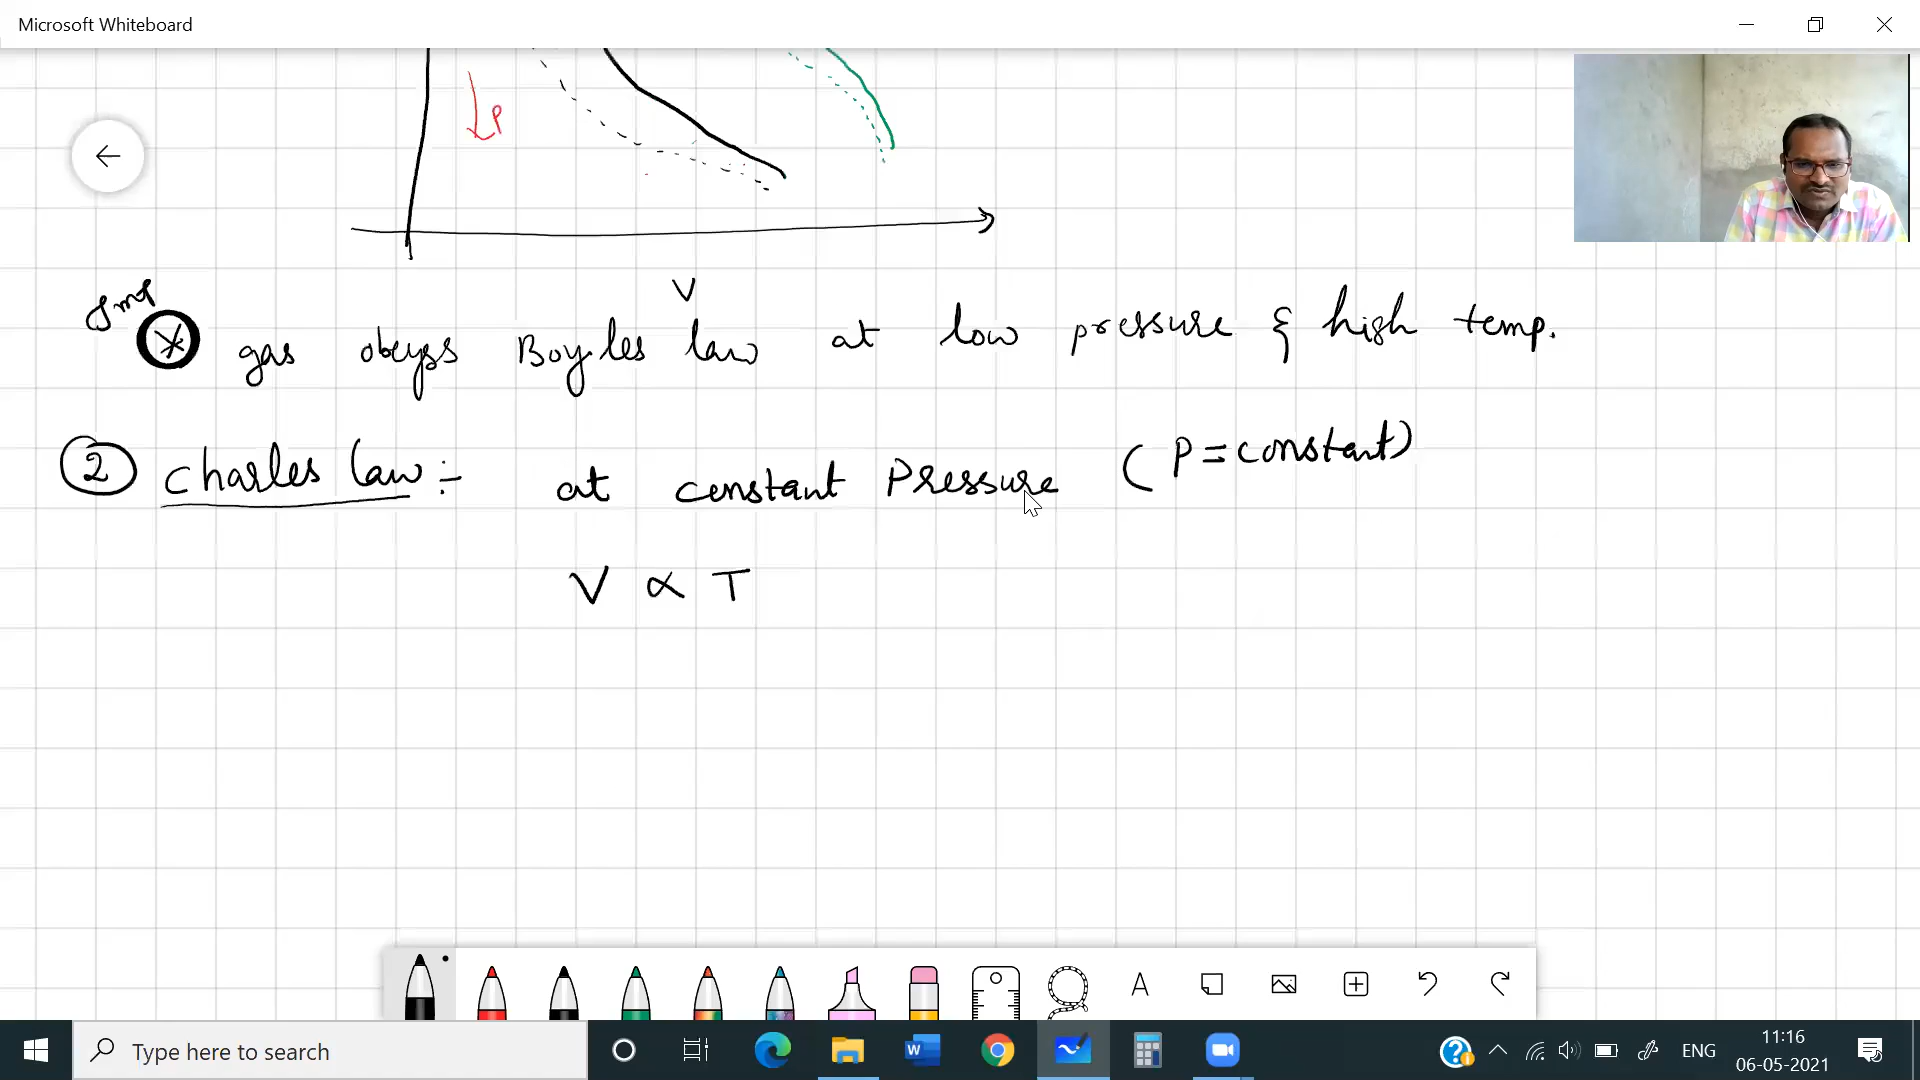 Microsoft Whiteboard
P
V
Imp
* gas obeyss Boyles law at low pressure & high temp.
2 Charles law :- at constant Pressure ( P = constant)
V ∝ T
A
Type here to search
ENG
11:16
06-05-2021